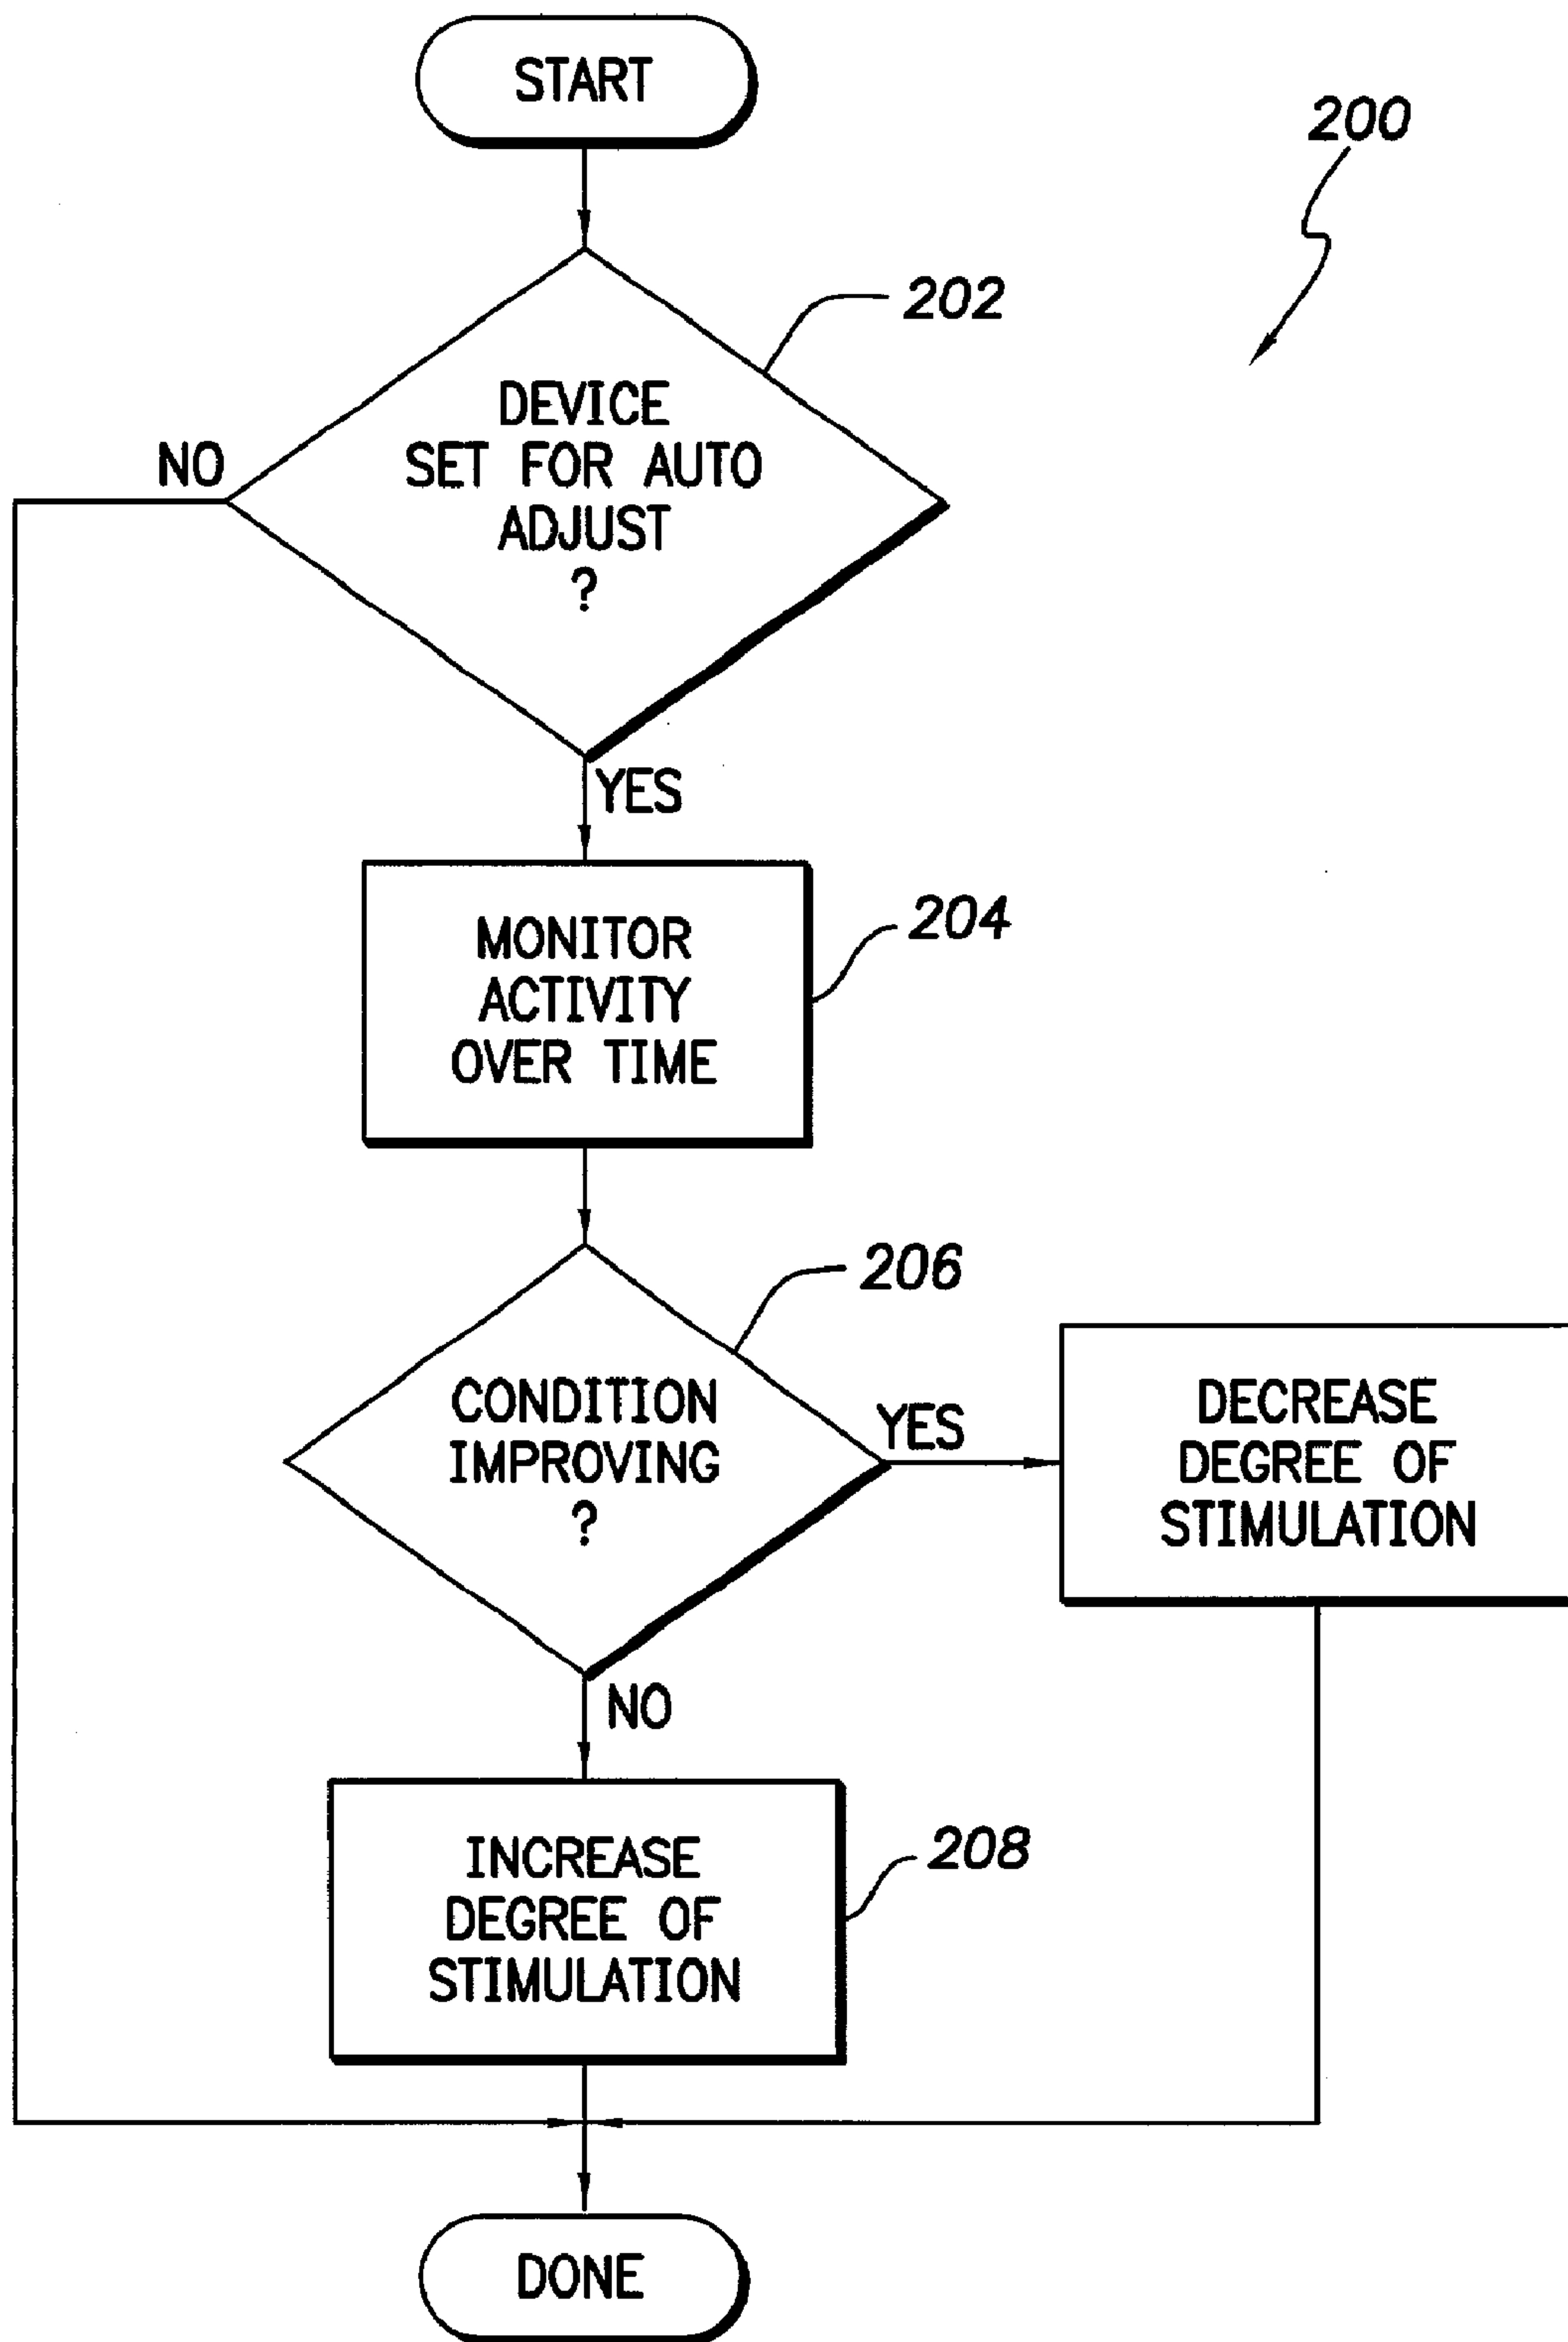 START
200
202
DEVICE
SET FOR AUTO
ADJUST
?
NO
YES
MONITOR
ACTIVITY
OVER TIME
204
206
CONDITION
IMPROVING
?
YES
DECREASE
DEGREE OF
STIMULATION
NO
INCREASE
DEGREE OF
STIMULATION
208
DONE